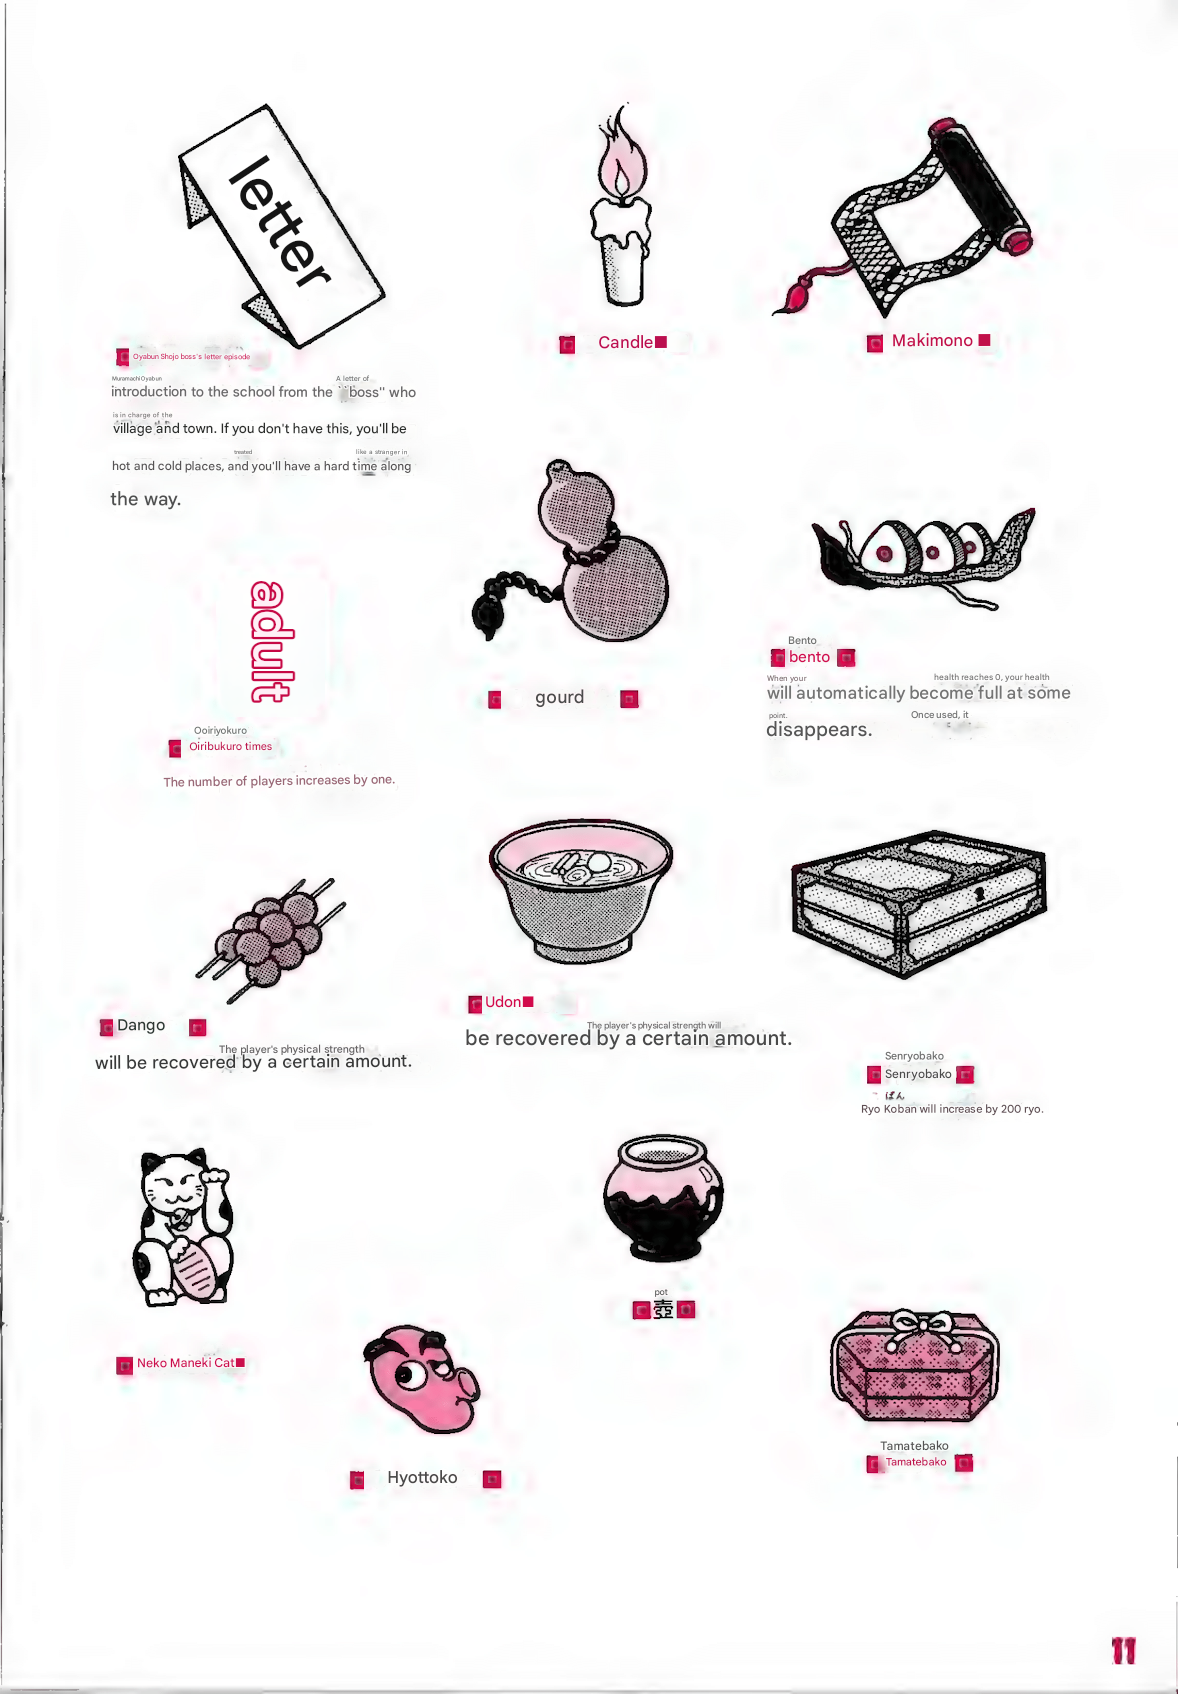 letter
Oyabun Shojo boss's letter episode
Muramachi Oyabun A letter of
introduction to the school from the "boss" who
is in charge of the
village and town. If you don't have this, you'll be
treated like a stranger in
hot and cold places, and you'll have a hard time along
the way.
Candle
Makimono
adult
Ooiriyokuro
Oiribukuro times
The number of players increases by one.
gourd
Bento
bento
When your health reaches 0, your health
will automatically become full at some
point. Once used, it
disappears.
Dango
The player's physical strength
will be recovered by a certain amount.
Udon
The player's physical strength will
be recovered by a certain amount.
Senryobako
Senryobako
ばん
Ryo Koban will increase by 200 ryo.
Neko Maneki Cat
Hyottoko
pot
壺
Tamatebako
Tamatebako
11